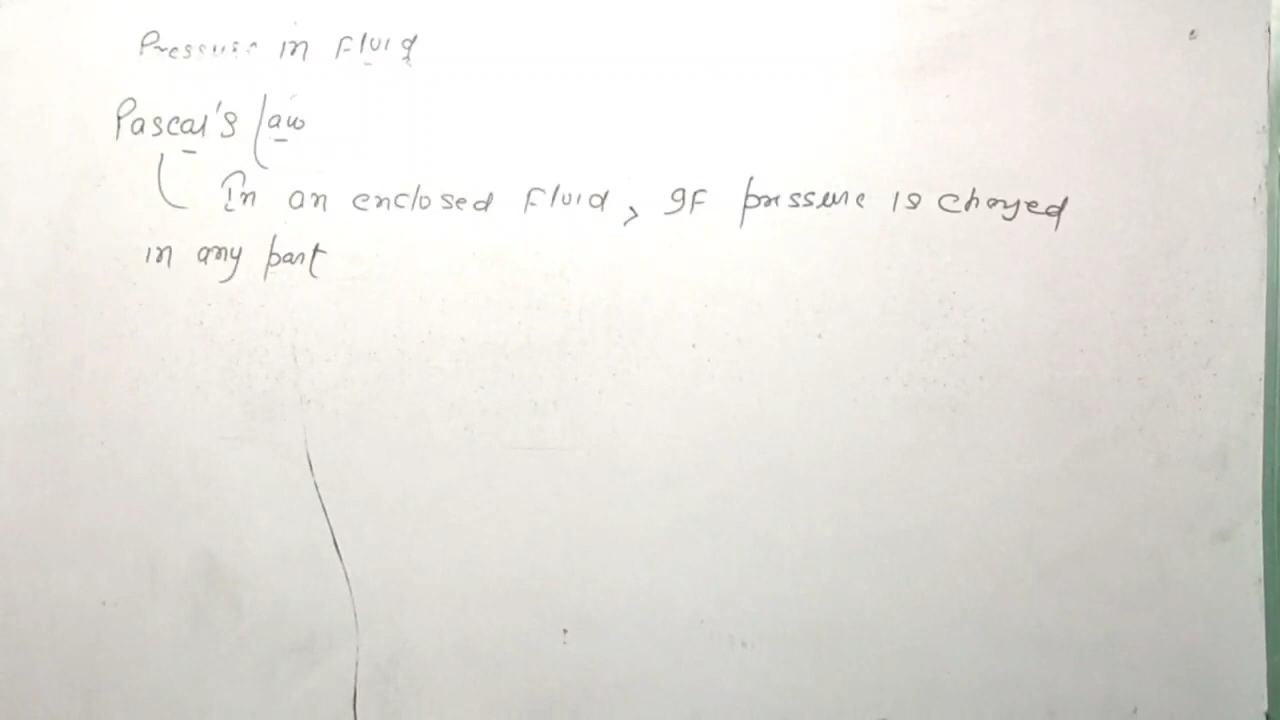 Pressure in Fluid
Pascal's law
In an enclosed Fluid, If pressure is changed
in any part